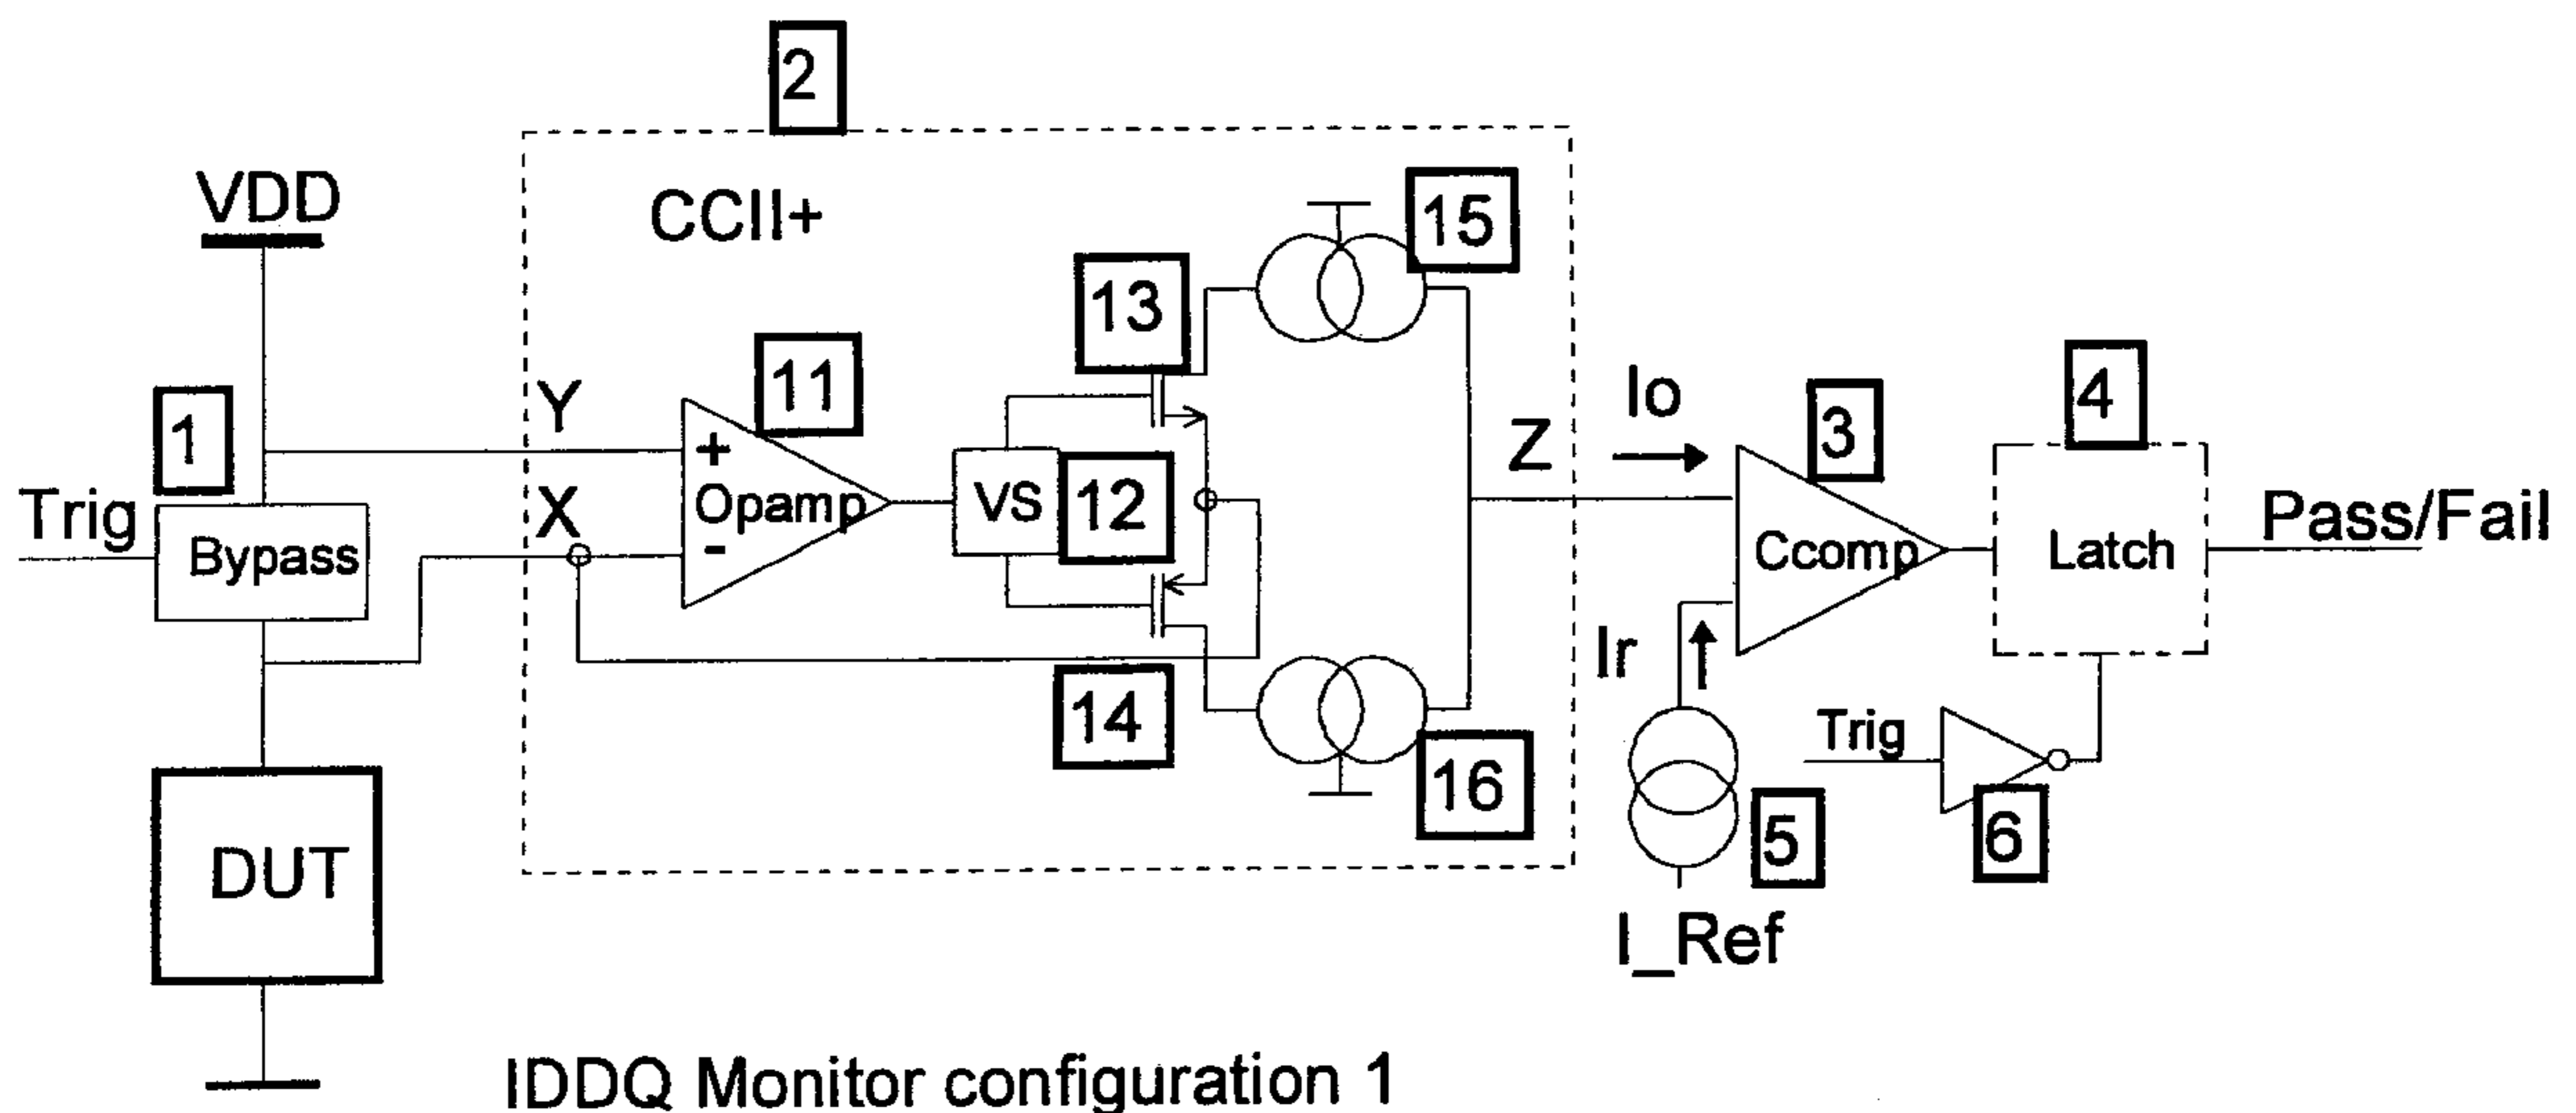 2
VDD
CCII+
15
13
1
Y
11
Io
4
+
3
Z
Trig
Bypass
X
Opamp
VS
12
Ccomp
Latch
Pass/Fail
-
Ir
14
Trig
DUT
16
5
6
I_Ref
IDDQ Monitor configuration 1